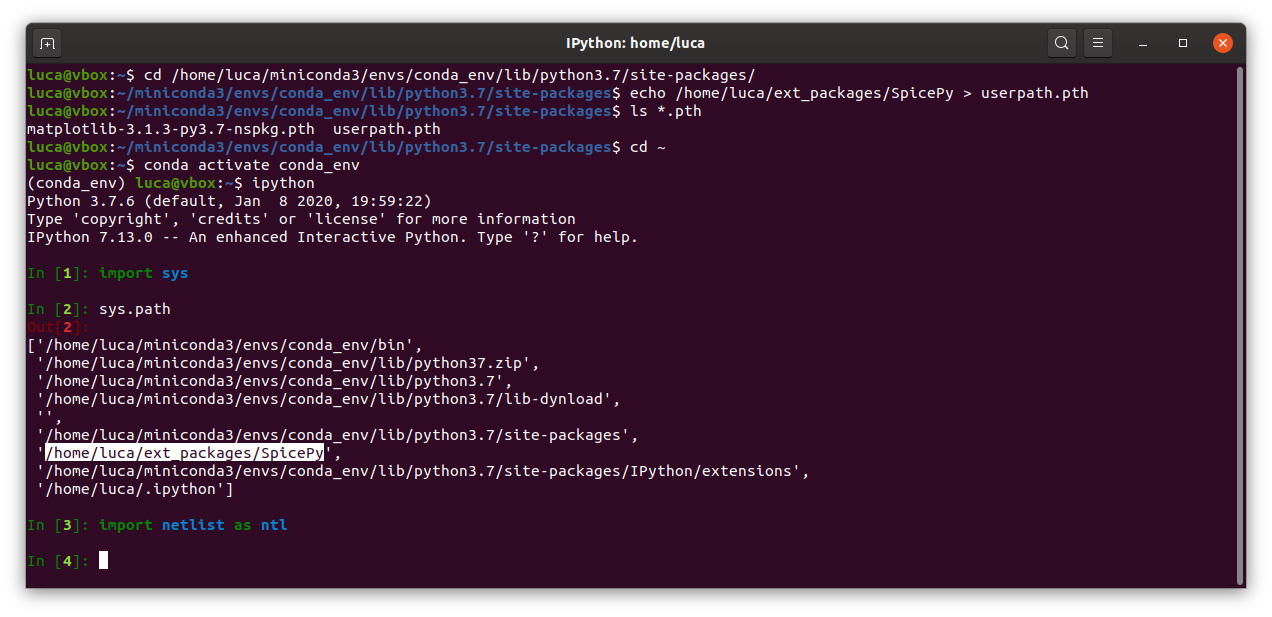 IPython: home/luca
luca@vbox:~$ cd /home/luca/miniconda3/envs/conda_env/lib/python3.7/site-packages/
luca@vbox:~/miniconda3/envs/conda_env/lib/python3.7/site-packages$ echo /home/luca/ext_packages/SpicePy > userpath.pth
luca@vbox:~/miniconda3/envs/conda_env/lib/python3.7/site-packages$ ls *.pth
matplotlib-3.1.3-py3.7-nspkg.pth  userpath.pth
luca@vbox:~/miniconda3/envs/conda_env/lib/python3.7/site-packages$ cd ~
luca@vbox:~$ conda activate conda_env
(conda_env) luca@vbox:~$ ipython
Python 3.7.6 (default, Jan  8 2020, 19:59:22)
Type 'copyright', 'credits' or 'license' for more information
IPython 7.13.0 -- An enhanced Interactive Python. Type '?' for help.
In [1]: import sys
In [2]: sys.path
Out[2]:
['/home/luca/miniconda3/envs/conda_env/bin',
 '/home/luca/miniconda3/envs/conda_env/lib/python37.zip',
 '/home/luca/miniconda3/envs/conda_env/lib/python3.7',
 '/home/luca/miniconda3/envs/conda_env/lib/python3.7/lib-dynload',
 '',
 '/home/luca/miniconda3/envs/conda_env/lib/python3.7/site-packages',
 '/home/luca/ext_packages/SpicePy',
 '/home/luca/miniconda3/envs/conda_env/lib/python3.7/site-packages/IPython/extensions',
 '/home/luca/.ipython']
In [3]: import netlist as ntl
In [4]: